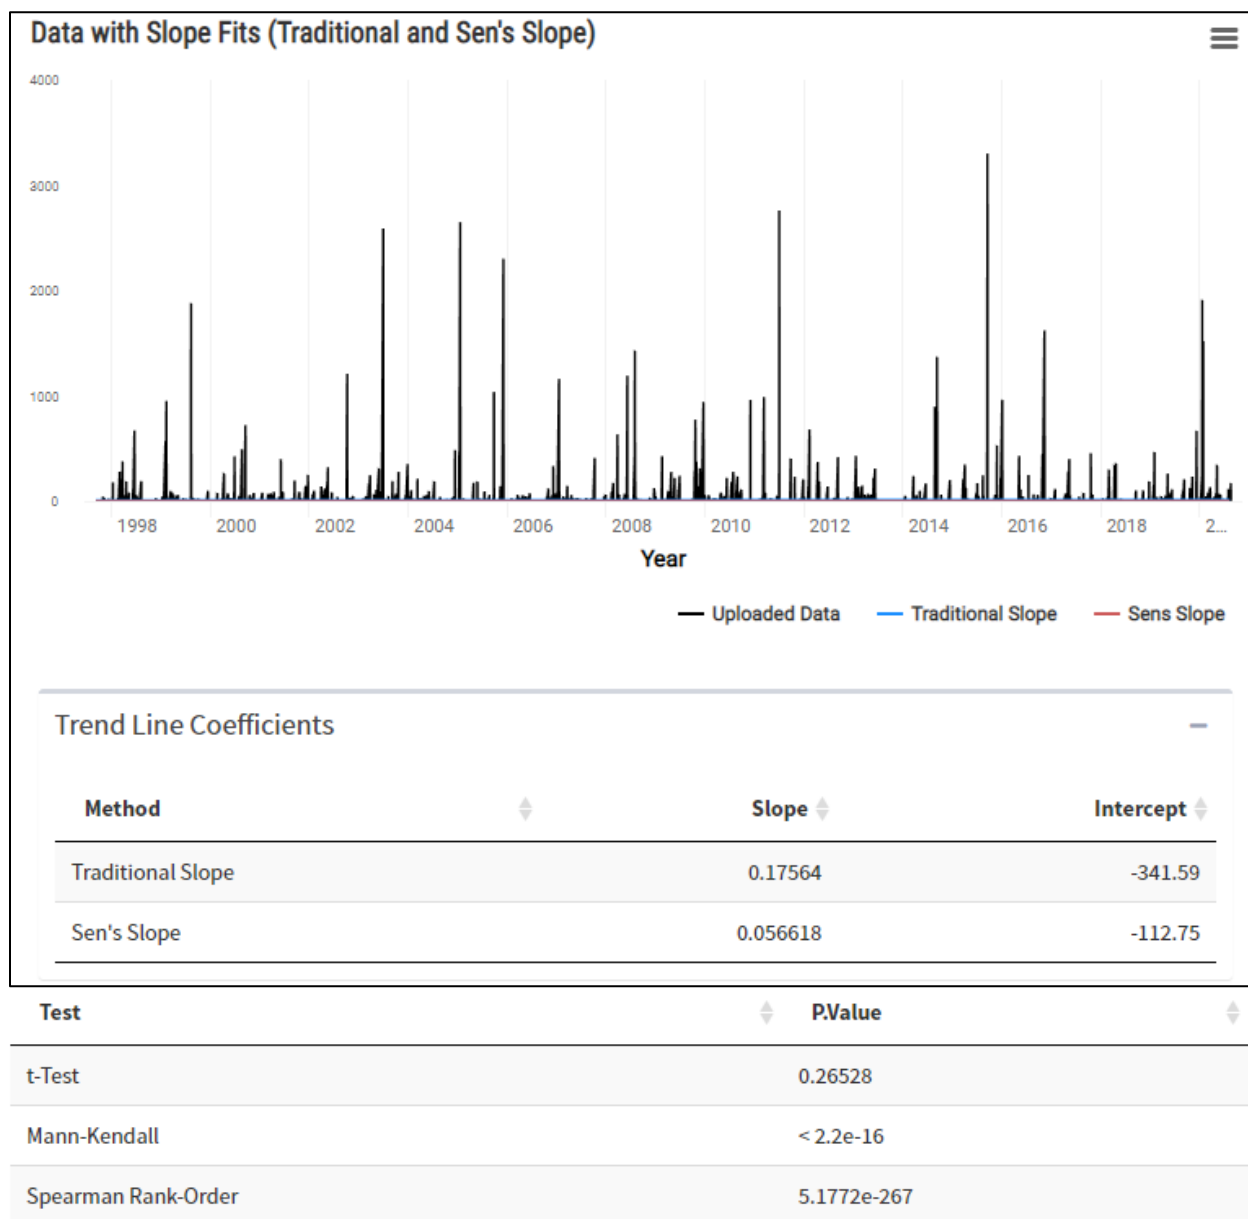 Data with Slope Fits (Traditional and Sen's Slope)
4000
3000
2000
1000
0
1998 2000 2002 2004 2006 2008 2010 2012 2014 2016 2018 2...
Year
Uploaded Data Traditional Slope Sens Slope
Trend Line Coefficients
Method Slope Intercept
Traditional Slope 0.17564 -341.59
Sen's Slope 0.056618 -112.75
Test P.Value
t-Test 0.26528
Mann-Kendall < 2.2e-16
Spearman Rank-Order 5.1772e-267